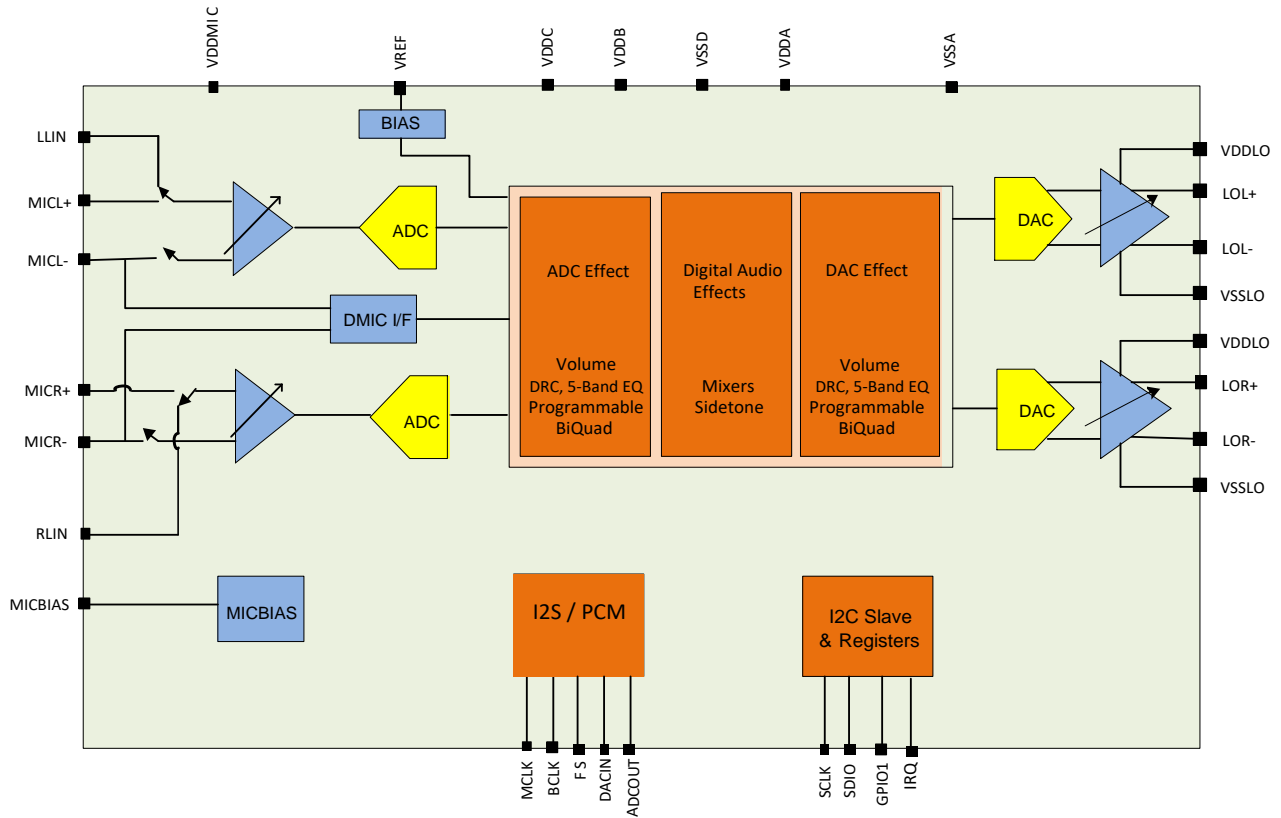 VDDMIC
VREF
VDDC
VDDB
VSSD
VDDA
VSSA
BIAS
LLIN
MICL+
MICL-
MICR+
MICR-
RLIN
MICBIAS
ADC
DMIC I/F
ADC
MICBIAS
ADC Effect
Volume
DRC, 5-Band EQ
Programmable
BiQuad
Digital Audio
Effects
Mixers
Sidetone
DAC Effect
Volume
DRC, 5-Band EQ
Programmable
BiQuad
DAC
DAC
VDDLO
LOL+
LOL-
VSSLO
VDDLO
LOR+
LOR-
VSSLO
I2S / PCM
I2C Slave
& Registers
MCLK
BCLK
F S
DACIN
ADCOUT
SCLK
SDIO
GPIO1
IRQ